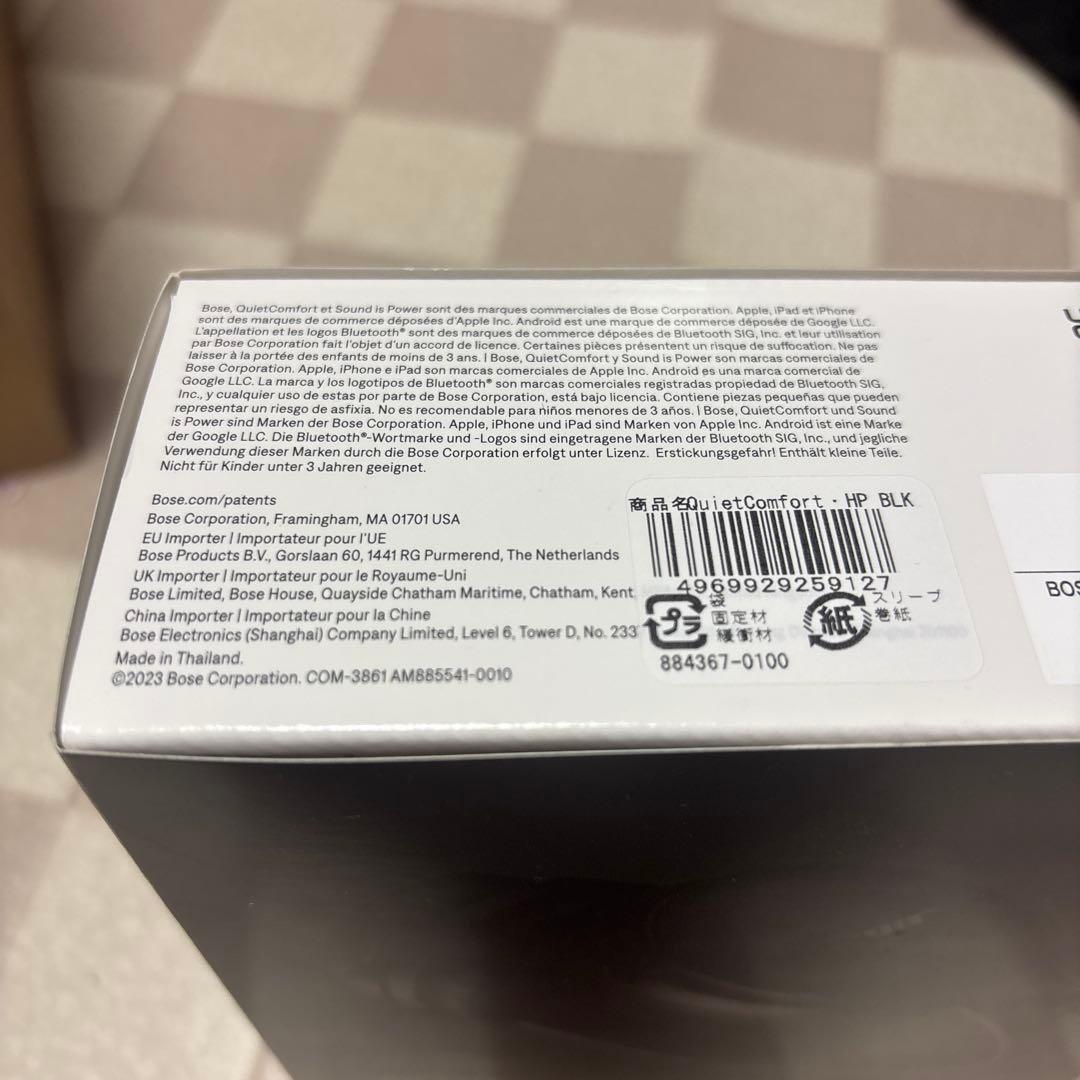 Bose, QuietComfort et Sound is Power sont des marques commerciales de Bose Corporation. Apple, iPad et iPhone
sont des marques de commerce déposées d'Apple Inc. Android est une marque de commerce déposée de Google LLC.
L'appellation et les logos Bluetooth® sont des marques de commerce déposées de Bluetooth SIG, Inc. et leur utilisation
par Bose Corporation fait l'objet d'un accord de licence. Certaines pièces présentent un risque de suffocation. Ne pas
laisser à la portée des enfants de moins de 3 ans. | Bose, QuietComfort y Sound is Power son marcas comerciales de
Bose Corporation. Apple, iPhone e iPad son marcas comerciales de Apple Inc. Android es una marca comercial de
Google LLC. La marca y los logotipos de Bluetooth® son marcas comerciales registradas propiedad de Bluetooth SIG,
Inc., y cualquier uso de estas por parte de Bose Corporation, está bajo licencia. Contiene piezas pequeñas que pueden
representar un riesgo de asfixia. No es recomendable para niños menores de 3 años. | Bose, QuietComfort und Sound
is Power sind Marken der Bose Corporation. Apple, iPhone und iPad sind Marken von Apple Inc. Android ist eine Marke
der Google LLC. Die Bluetooth®-Wortmarke und -Logos sind eingetragene Marken der Bluetooth SIG, Inc., und jegliche
Verwendung dieser Marken durch die Bose Corporation erfolgt unter Lizenz. Erstickungsgefahr! Enthält kleine Teile.
Nicht für Kinder unter 3 Jahren geeignet.
Bose.com/patents
Bose Corporation, Framingham, MA 01701 USA
EU Importer | Importateur pour l'UE
Bose Products B.V., Gorslaan 60, 1441 RG Purmerend, The Netherlands
UK Importer | Importateur pour le Royaume-Uni
Bose Limited, Bose House, Quayside Chatham Maritime, Chatham, Kent,
China Importer | Importateur pour la Chine
Bose Electronics (Shanghai) Company Limited, Level 6, Tower D, No. 233
Made in Thailand.
©2023 Bose Corporation. COM-3861 AM885541-0010
商品名QuietComfort・HP BLK
4969929259127
プラ
袋
固定材
緩衝材
紙
スリーブ
巻紙
884367-0100